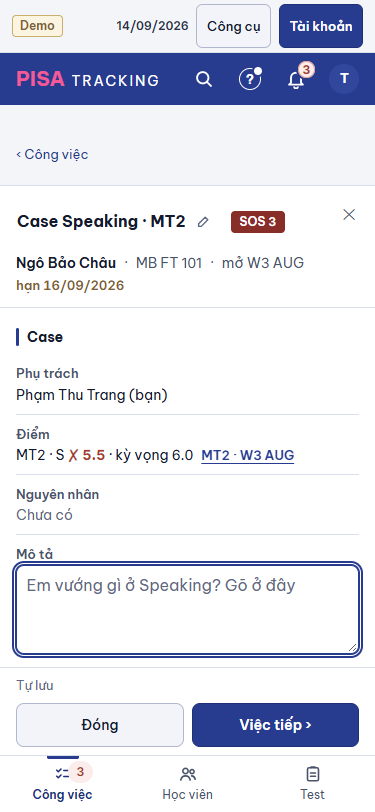 Demo
14/09/2026
Công cụ
Tài khoản
PISA TRACKING
?
3
T
‹ Công việc
Case Speaking · MT2
SOS 3
Ngô Bảo Châu · MB FT 101 · mở W3 AUG
hạn 16/09/2026
Case
Phụ trách
Phạm Thu Trang (bạn)
Điểm
MT2 · S ✗ 5.5 · kỳ vọng 6.0 MT2 · W3 AUG
Nguyên nhân
Chưa có
Mô tả
Em vướng gì ở Speaking? Gõ ở đây
Tự lưu
Đóng
Việc tiếp ›
3
Công việc
Học viên
Test